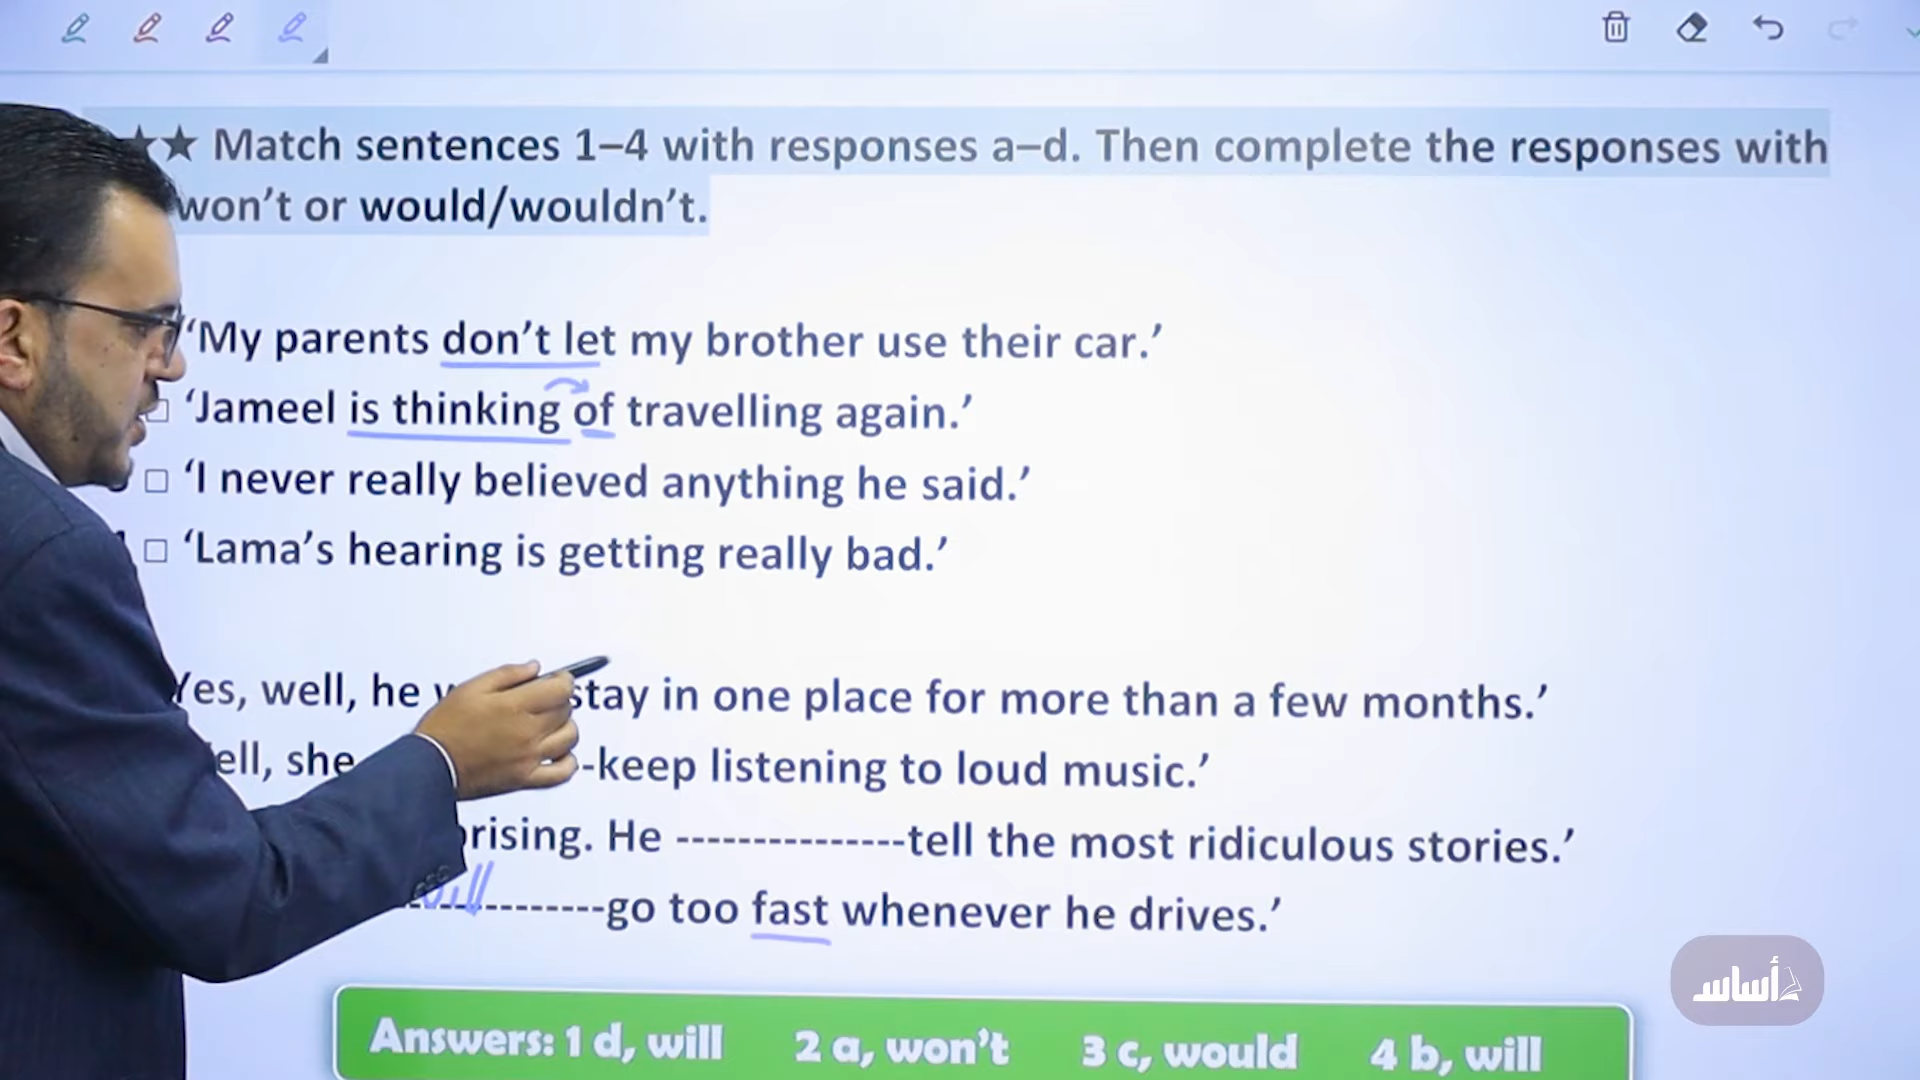 ★★ Match sentences 1–4 with responses a–d. Then complete the responses with
won’t or would/wouldn’t.
‘My parents don’t let my brother use their car.’
☐ ‘Jameel is thinking of travelling again.’
☐ ‘I never really believed anything he said.’
☐ ‘Lama’s hearing is getting really bad.’
Yes, well, he stay in one place for more than a few months.’
she -keep listening to loud music.’
He ---------------tell the most ridiculous stories.’
will ------------go too fast whenever he drives.’
Answers: 1 d, will 2 a, won’t 3 c, would 4 b, will
أساس